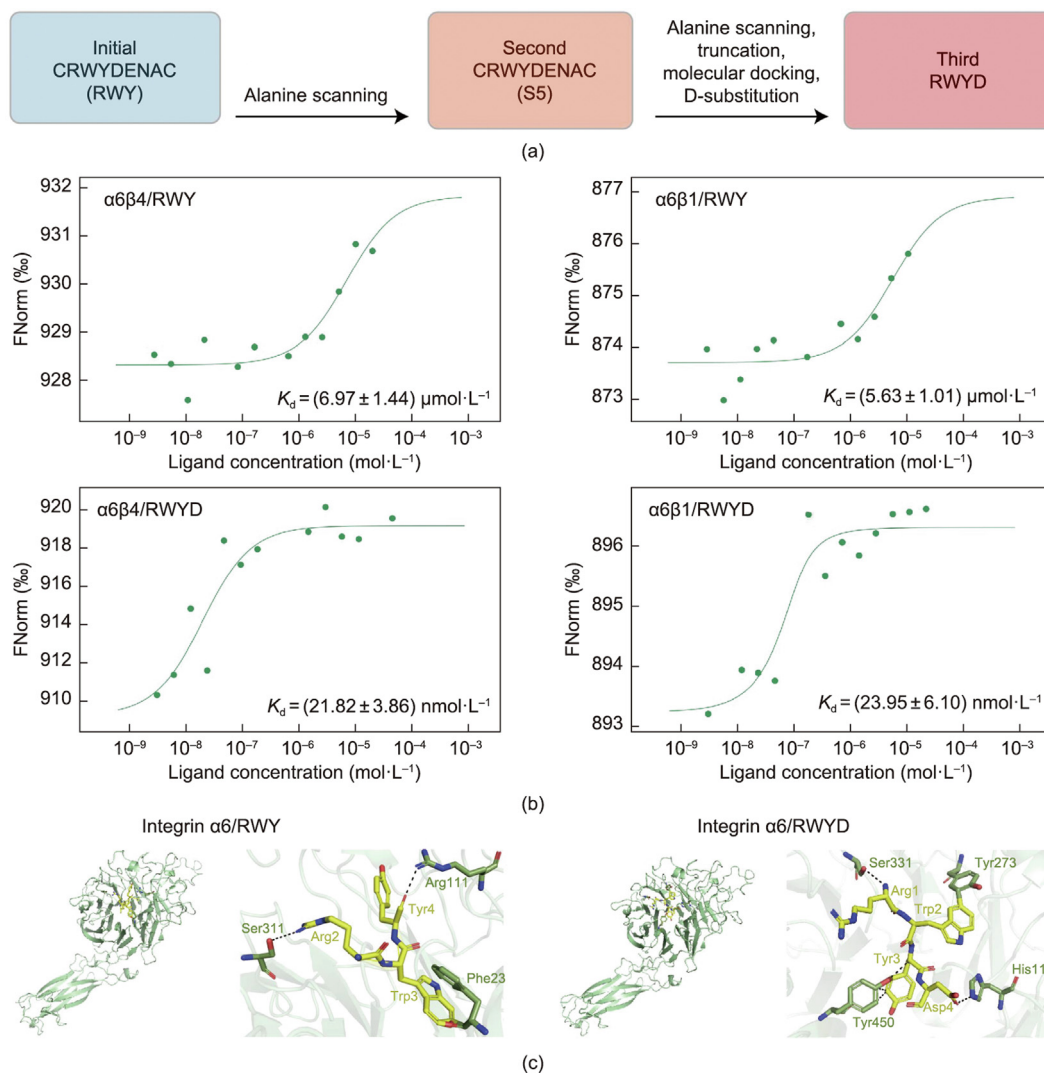 Initial
CRWYDENAC
(RWY)
Alanine scanning
Second
CRWYDENAC
(S5)
Alanine scanning,
truncation,
molecular docking,
D-substitution
Third
RWYD
(a)
α6β4/RWY
932
931
930
929
928
FNorm (‰)
K_d = (6.97 ± 1.44) μmol·L⁻¹
10⁻⁹ 10⁻⁸ 10⁻⁷ 10⁻⁶ 10⁻⁵ 10⁻⁴ 10⁻³
Ligand concentration (mol·L⁻¹)
α6β1/RWY
877
876
875
874
873
FNorm (‰)
K_d = (5.63 ± 1.01) μmol·L⁻¹
10⁻⁹ 10⁻⁸ 10⁻⁷ 10⁻⁶ 10⁻⁵ 10⁻⁴ 10⁻³
Ligand concentration (mol·L⁻¹)
α6β4/RWYD
920
918
916
914
912
910
FNorm (‰)
K_d = (21.82 ± 3.86) nmol·L⁻¹
10⁻⁹ 10⁻⁸ 10⁻⁷ 10⁻⁶ 10⁻⁵ 10⁻⁴ 10⁻³
Ligand concentration (mol·L⁻¹)
α6β1/RWYD
896
895
894
893
FNorm (‰)
K_d = (23.95 ± 6.10) nmol·L⁻¹
10⁻⁹ 10⁻⁸ 10⁻⁷ 10⁻⁶ 10⁻⁵ 10⁻⁴ 10⁻³
Ligand concentration (mol·L⁻¹)
(b)
Integrin α6/RWY
Arg111
Tyr4
Ser311
Arg2
Phe23
Trp3
Integrin α6/RWYD
Ser331
Tyr273
Arg1
Trp2
Tyr3
His11
Asp4
Tyr450
(c)